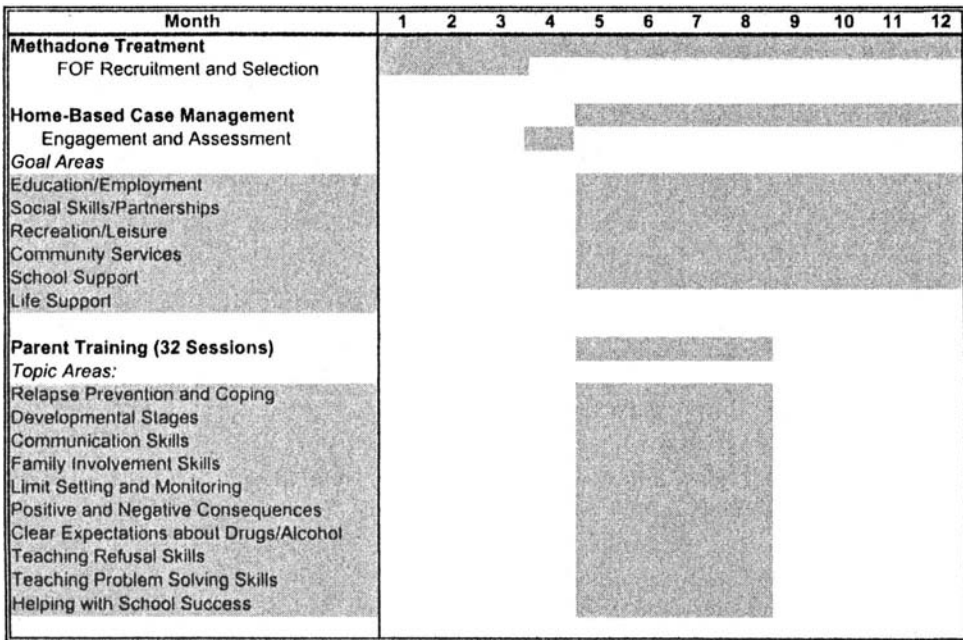 Month 1 2 3 4 5 6 7 8 9 10 11 12
Methadone Treatment
FOF Recruitment and Selection
Home-Based Case Management
Engagement and Assessment
Goal Areas
Education/Employment
Social Skills/Partnerships
Recreation/Leisure
Community Services
School Support
Life Support
Parent Training (32 Sessions)
Topic Areas:
Relapse Prevention and Coping
Developmental Stages
Communication Skills
Family Involvement Skills
Limit Setting and Monitoring
Positive and Negative Consequences
Clear Expectations about Drugs/Alcohol
Teaching Refusal Skills
Teaching Problem Solving Skills
Helping with School Success